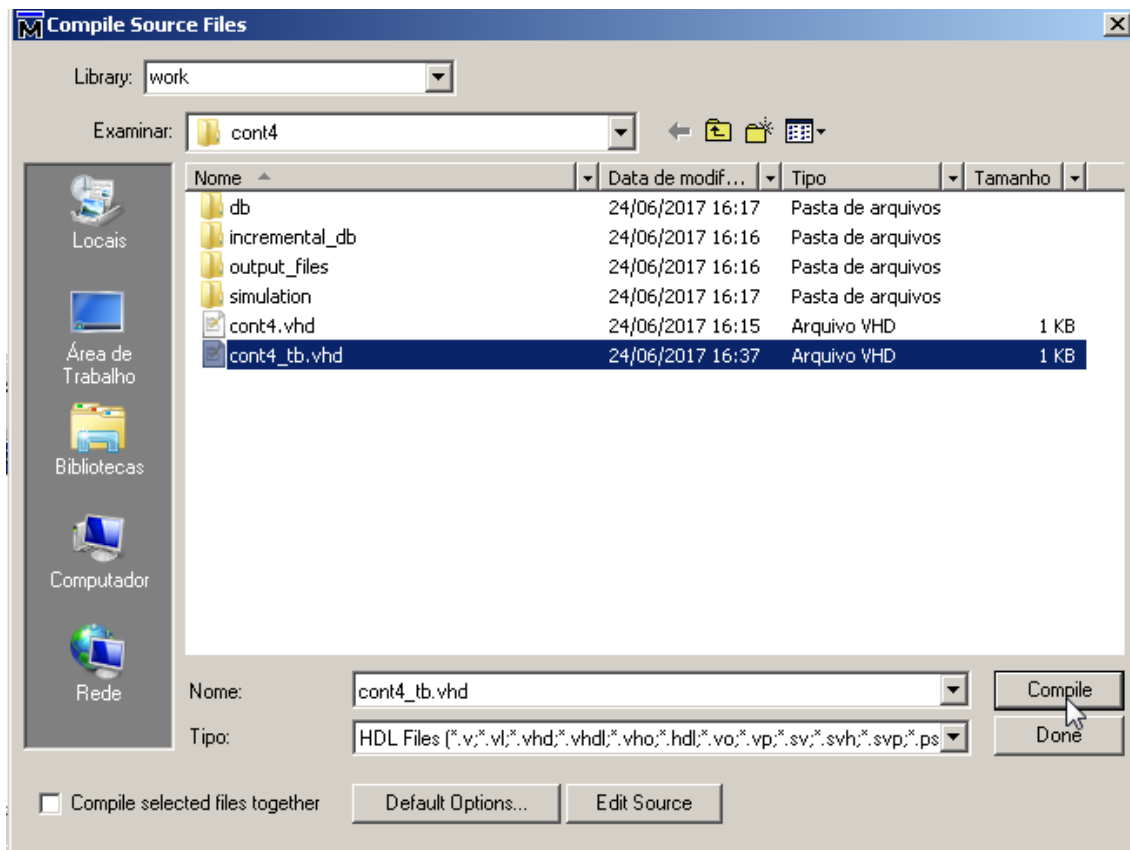 Compile Source Files
Library: work
Examinar: cont4
Nome Data de modif... Tipo Tamanho
db 24/06/2017 16:17 Pasta de arquivos
incremental_db 24/06/2017 16:16 Pasta de arquivos
output_files 24/06/2017 16:16 Pasta de arquivos
simulation 24/06/2017 16:17 Pasta de arquivos
cont4.vhd 24/06/2017 16:15 Arquivo VHD 1 KB
cont4_tb.vhd 24/06/2017 16:37 Arquivo VHD 1 KB
Locais
Área de
Trabalho
Bibliotecas
Computador
Rede
Nome: cont4_tb.vhd Compile
Tipo: HDL Files (*.v;*.vl;*.vhd;*.vhdl;*.vho;*.hdl;*.vo;*.vp;*.sv;*.svh;*.svp;*.ps Done
Compile selected files together Default Options... Edit Source